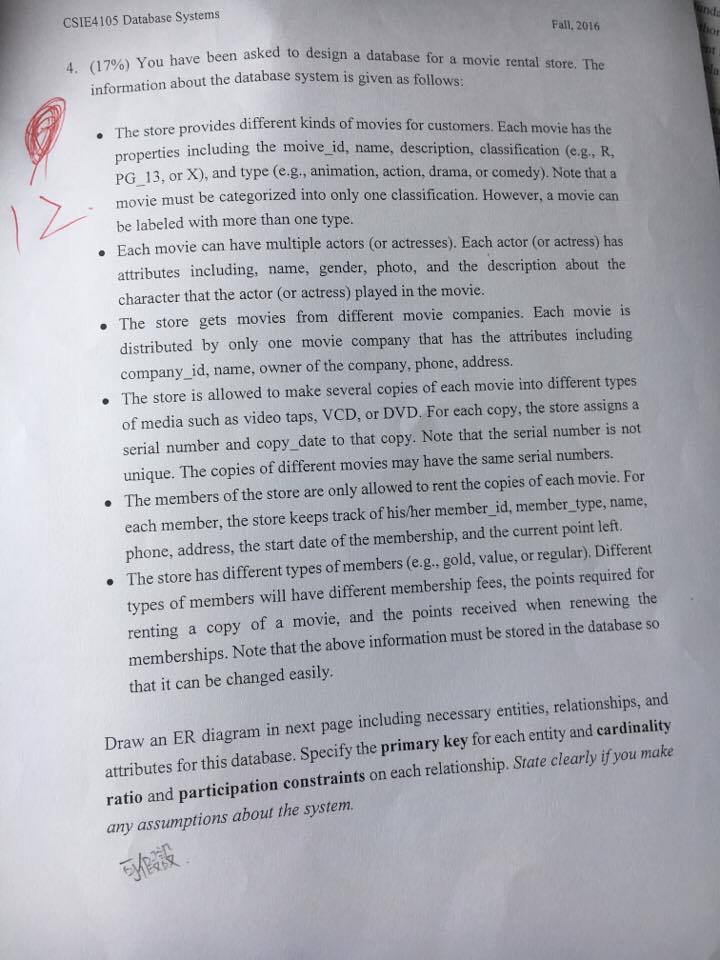 CSIE4105 Database Systems
Fall, 2016
4. (17%) You have been asked to design a database for a movie rental store. The
information about the database system is given as follows:
• The store provides different kinds of movies for customers. Each movie has the
properties including the moive_id, name, description, classification (e.g., R,
PG_13, or X), and type (e.g., animation, action, drama, or comedy). Note that a
movie must be categorized into only one classification. However, a movie can
be labeled with more than one type.
12
• Each movie can have multiple actors (or actresses). Each actor (or actress) has
attributes including, name, gender, photo, and the description about the
character that the actor (or actress) played in the movie.
• The store gets movies from different movie companies. Each movie is
distributed by only one movie company that has the attributes including
company_id, name, owner of the company, phone, address.
• The store is allowed to make several copies of each movie into different types
of media such as video taps, VCD, or DVD. For each copy, the store assigns a
serial number and copy_date to that copy. Note that the serial number is not
unique. The copies of different movies may have the same serial numbers.
• The members of the store are only allowed to rent the copies of each movie. For
each member, the store keeps track of his/her member_id, member_type, name,
phone, address, the start date of the membership, and the current point left.
• The store has different types of members (e.g., gold, value, or regular). Different
types of members will have different membership fees, the points required for
renting a copy of a movie, and the points received when renewing the
memberships. Note that the above information must be stored in the database so
that it can be changed easily.
Draw an ER diagram in next page including necessary entities, relationships, and
attributes for this database. Specify the primary key for each entity and cardinality
ratio and participation constraints on each relationship. State clearly if you make
any assumptions about the system.